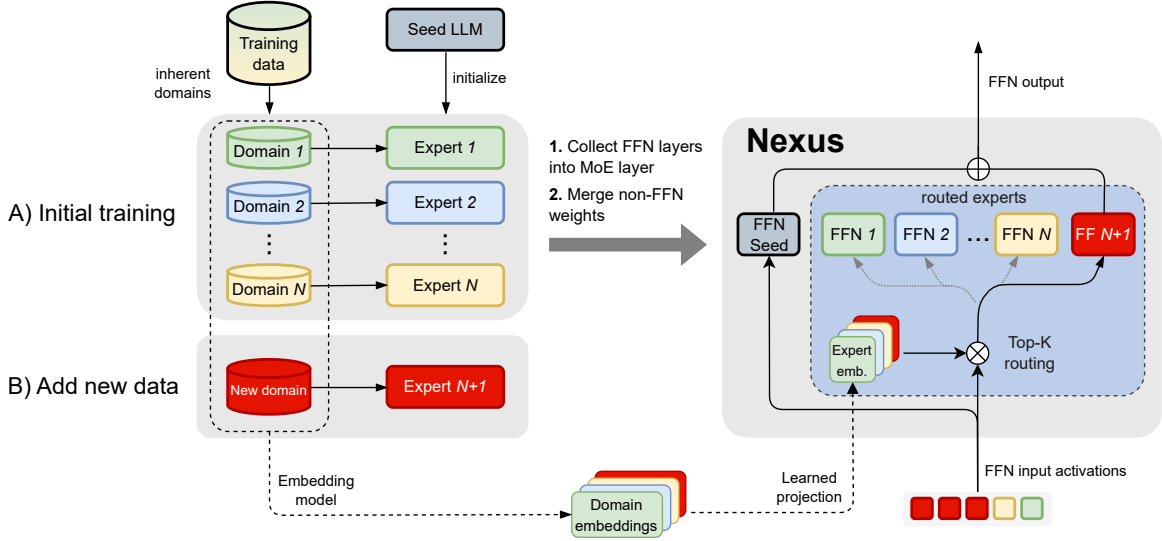 Training
data
Seed LLM
inherent
domains
initialize
A) Initial training
Domain 1
Expert 1
Domain 2
Expert 2
Domain N
Expert N
B) Add new data
New domain
Expert N+1
1. Collect FFN layers
into MoE layer
2. Merge non-FFN
weights
FFN output
Nexus
routed experts
FFN
Seed
FFN 1
FFN 2
...
FFN N
FF N+1
Expert
emb.
Top-K
routing
Embedding
model
Domain
embeddings
Learned
projection
FFN input activations